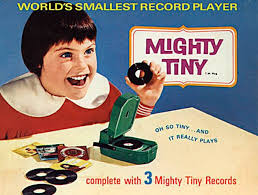 WORLD'S SMALLEST RECORD PLAYER
MIGHTY
TINY
OH SO TINY...AND
IT REALLY PLAYS
complete with 3 Mighty Tiny Records